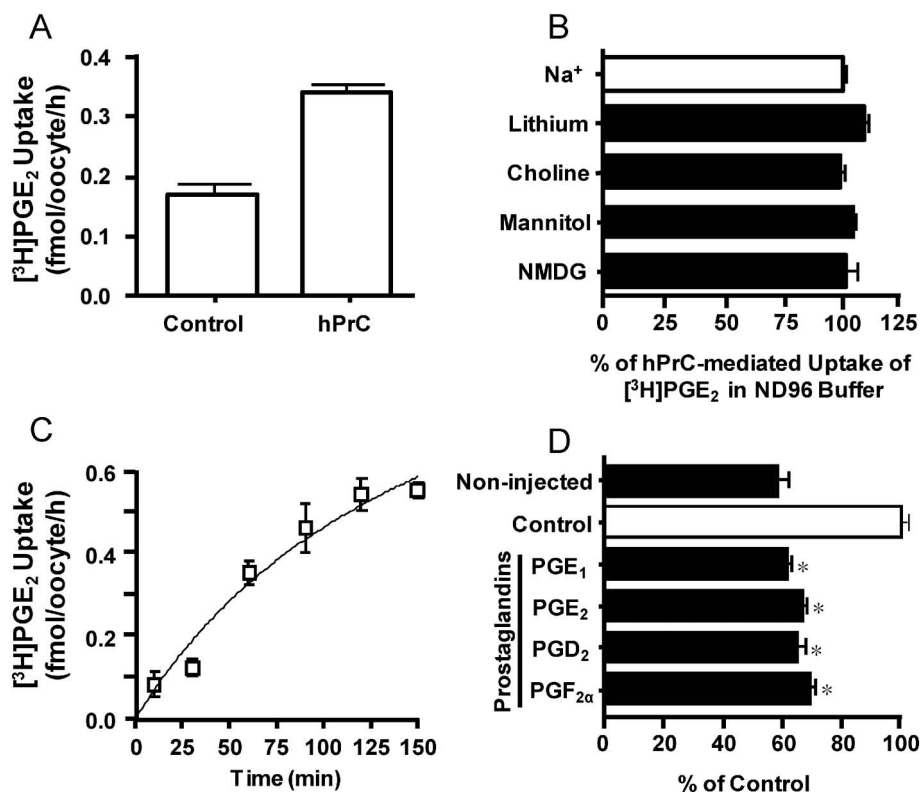 A
[³H]PGE₂ Uptake
(fmol/oocyte/h)
0.4
0.3
0.2
0.1
0.0
Control
hPrC
B
Na⁺
Lithium
Choline
Mannitol
NMDG
0
25
50
75
100
125
% of hPrC-mediated Uptake of
[³H]PGE₂ in ND96 Buffer
C
[³H]PGE₂ Uptake
(fmol/oocyte/h)
0.6
0.4
0.2
0.0
0
25
50
75
100
125
150
Time (min)
D
Non-injected
Control
Prostaglandins
PGE₁
*
PGE₂
*
PGD₂
*
PGF₂α
*
0
20
40
60
80
100
% of Control